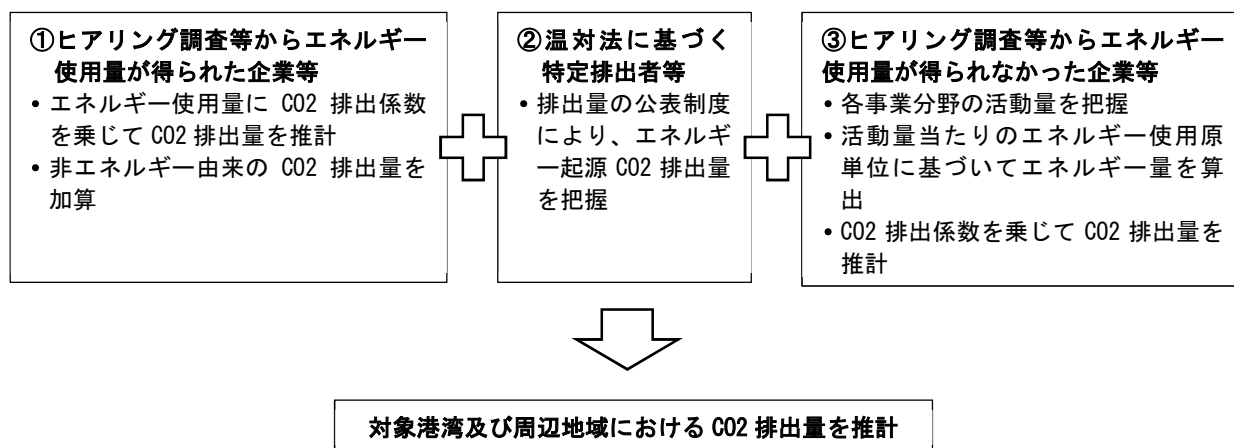 ①ヒアリング調査等からエネルギー
使用量が得られた企業等
• エネルギー使用量に CO2 排出係数
を乗じて CO2 排出量を推計
• 非エネルギー由来の CO2 排出量を
加算
②温対法に基づく
特定排出者等
• 排出量の公表制度
により、エネルギ
ー起源 CO2 排出量
を把握
③ヒアリング調査等からエネルギー
使用量が得られなかった企業等
• 各事業分野の活動量を把握
• 活動量当たりのエネルギー使用原
単位に基づいてエネルギー量を算
出
• CO2 排出係数を乗じて CO2 排出量を
推計
対象港湾及び周辺地域における CO2 排出量を推計